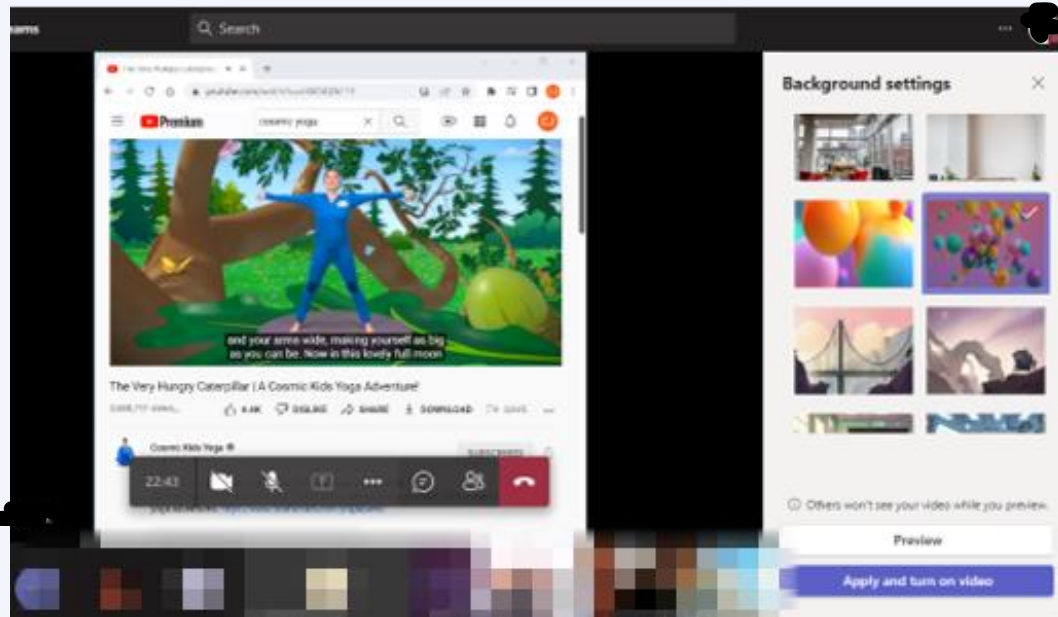 Search
Background settings
Premium
cosmic yoga
and your arms wide, making yourself as big
as you can be. Now in this lovely full moon
The Very Hungry Caterpillar | A Cosmic Kids Yoga Adventure!
DISLIKE SHARE DOWNLOAD SAVE
Cosmic Kids Yoga
SUBSCRIBED
22:43
Others won't see your video while you preview.
Preview
Apply and turn on video